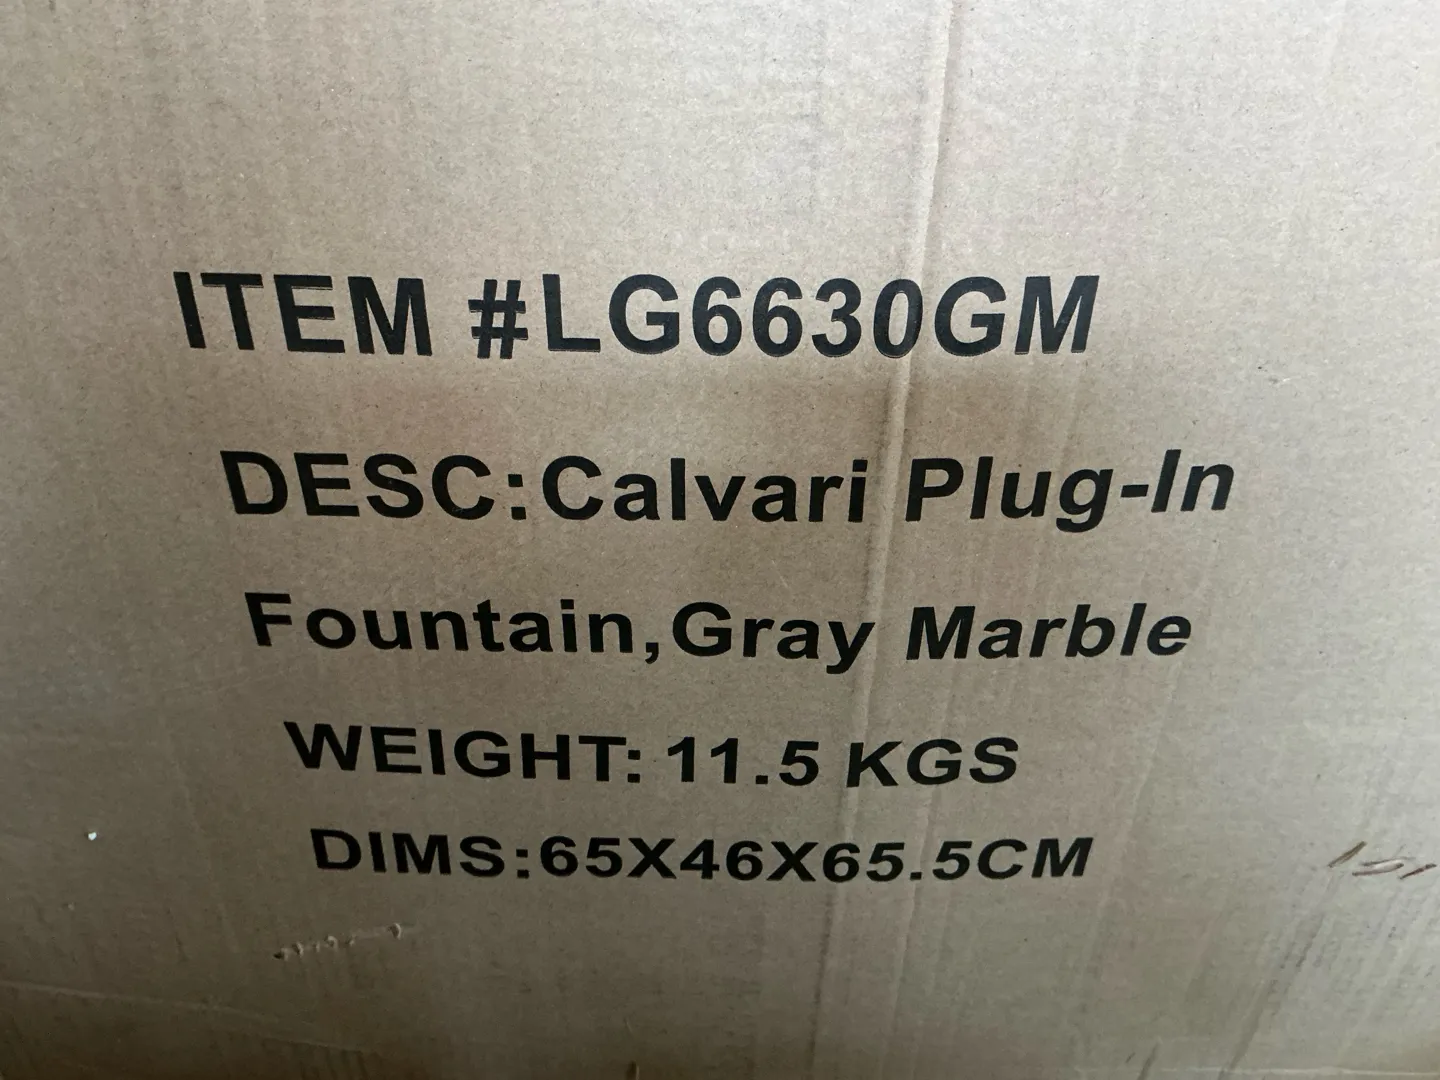 ITEM #LG6630GM
DESC:Calvari Plug-In
Fountain,Gray Marble
WEIGHT: 11.5 KGS
DIMS:65X46X65.5CM